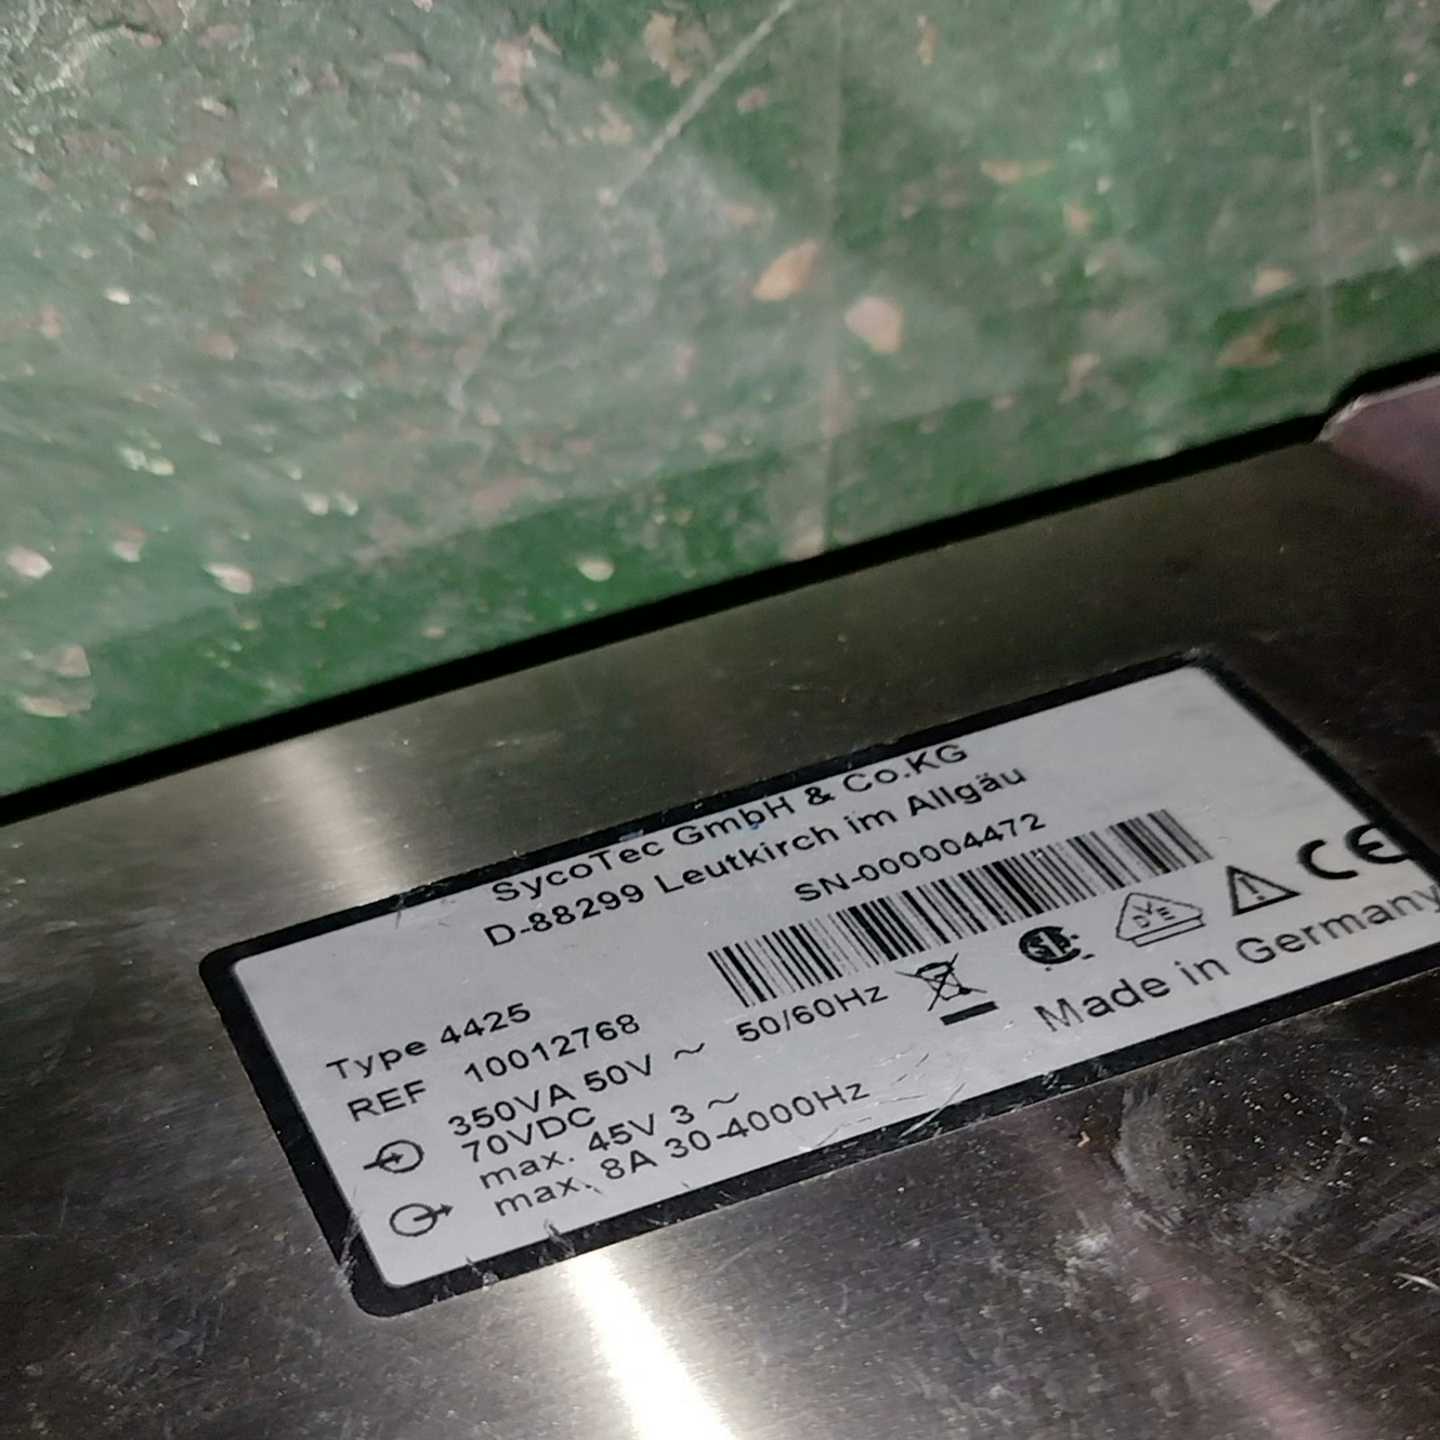 SycoTec GmbH & Co.KG
D-88299 Leutkirch im Allgäu
SN-000004472
Type 4425
REF 10012768
350VA 50V ~ 50/60Hz
70VDC
max. 45V 3 ~
max. 8A 30-4000Hz
DVE
CE
Made in Germany